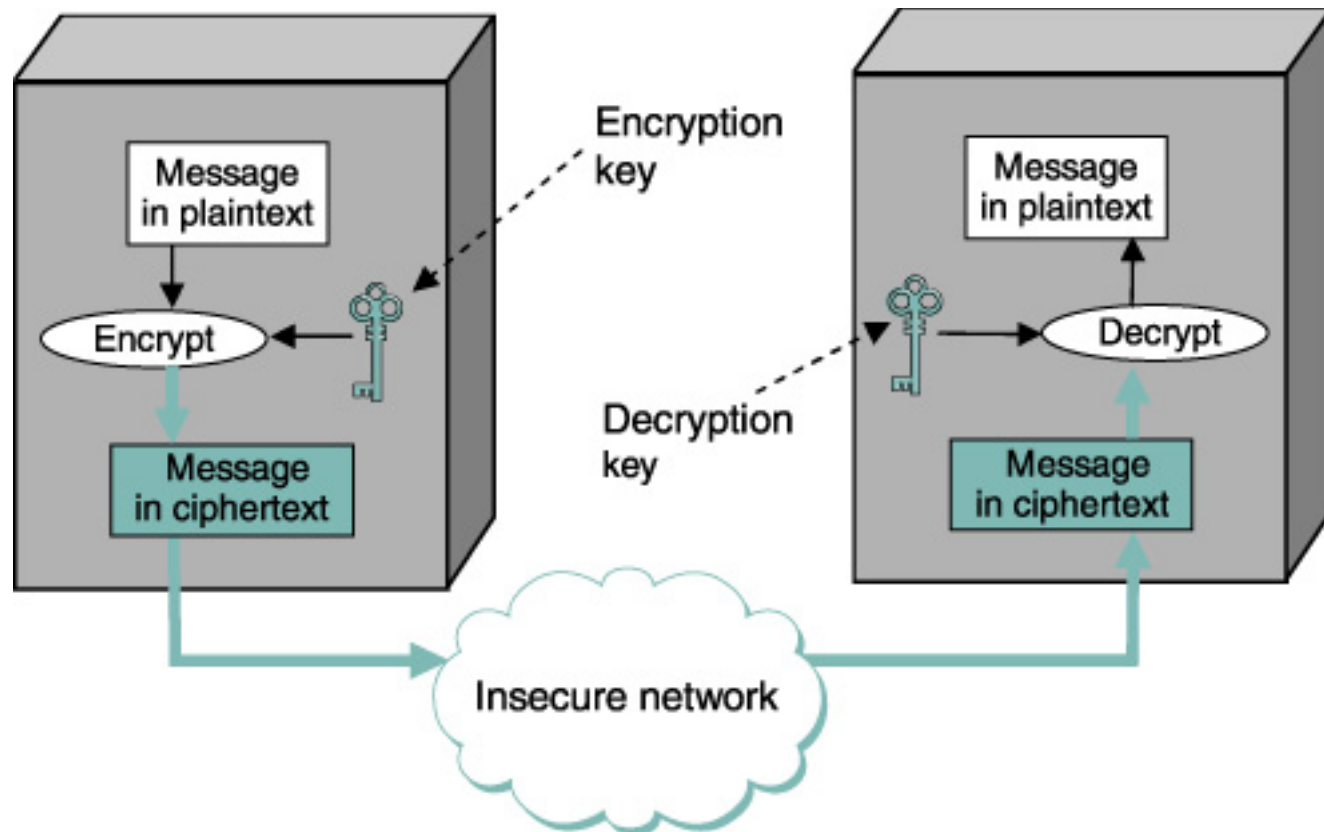 Message
in plaintext
Encrypt
Message
in ciphertext
Encryption
key
Decryption
key
Insecure network
Message
in plaintext
Decrypt
Message
in ciphertext